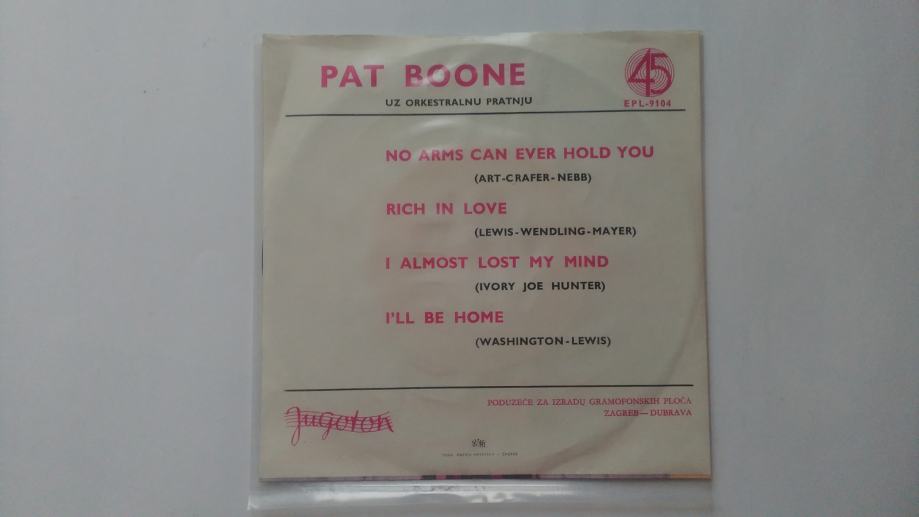 PAT BOONE
UZ ORKESTRALNU PRATNJU
45
EPL-9104
NO ARMS CAN EVER HOLD YOU
(ART-CRAFER-NEBB)
RICH IN LOVE
(LEWIS-WENDLING-MAYER)
I ALMOST LOST MY MIND
(IVORY JOE HUNTER)
I'LL BE HOME
(WASHINGTON-LEWIS)
Jugoton
PODUZEĆE ZA IZRADU GRAMOFONSKIH PLOČA
ZAGREB — DUBRAVA